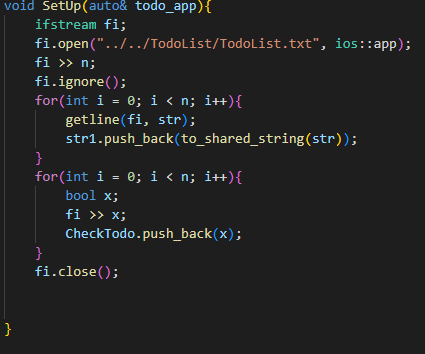 void SetUp(auto& todo_app){
    ifstream fi;
    fi.open("../../TodoList/TodoList.txt", ios::app);
    fi >> n;
    fi.ignore();
    for(int i = 0; i < n; i++){
        getline(fi, str);
        str1.push_back(to_shared_string(str));
    }
    for(int i = 0; i < n; i++){
        bool x;
        fi >> x;
        CheckTodo.push_back(x);
    }
    fi.close();
}